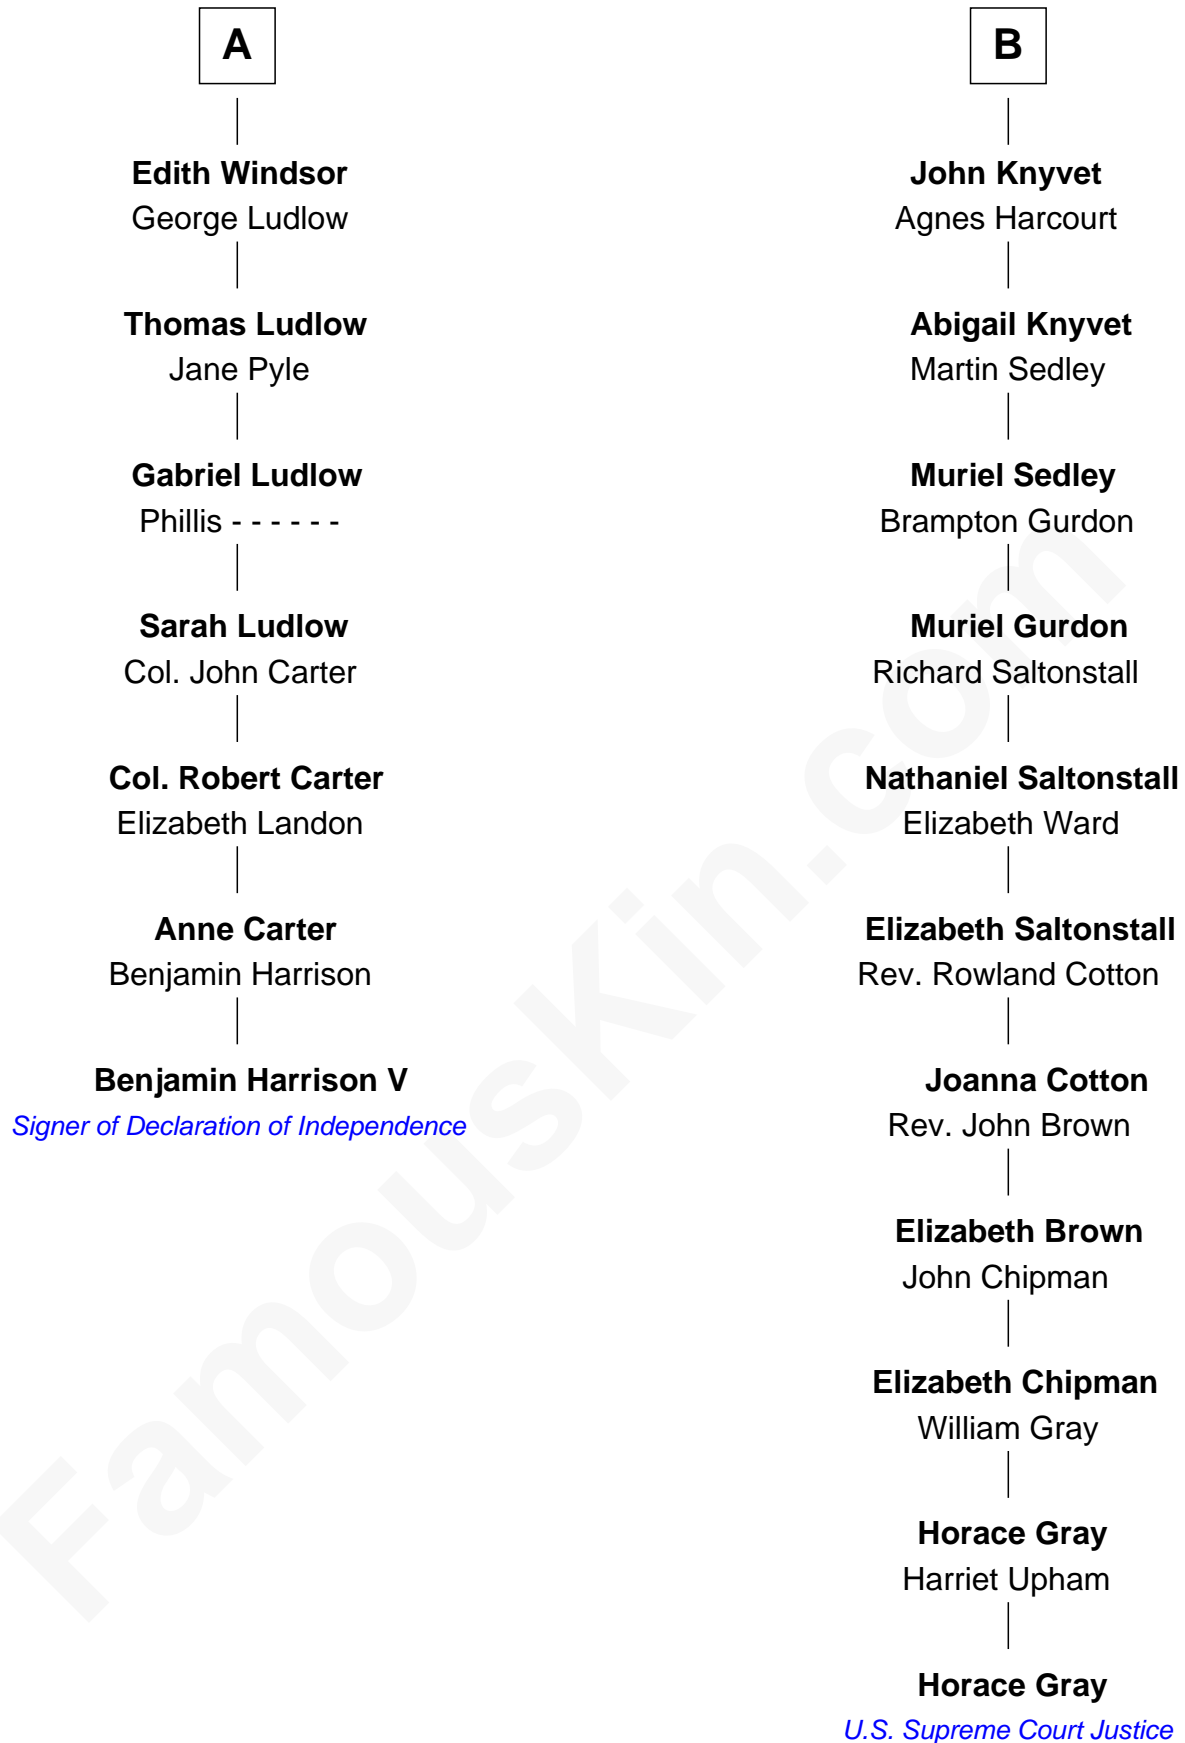 A
Edith Windsor
George Ludlow
Thomas Ludlow
Jane Pyle
Gabriel Ludlow
Phillis - - - - - -
Sarah Ludlow
Col. John Carter
Col. Robert Carter
Elizabeth Landon
Anne Carter
Benjamin Harrison
Benjamin Harrison V
Signer of Declaration of Independence
B
John Knyvet
Agnes Harcourt
Abigail Knyvet
Martin Sedley
Muriel Sedley
Brampton Gurdon
Muriel Gurdon
Richard Saltonstall
Nathaniel Saltonstall
Elizabeth Ward
Elizabeth Saltonstall
Rev. Rowland Cotton
Joanna Cotton
Rev. John Brown
Elizabeth Brown
John Chipman
Elizabeth Chipman
William Gray
Horace Gray
Harriet Upham
Horace Gray
U.S. Supreme Court Justice
FamousKin.com